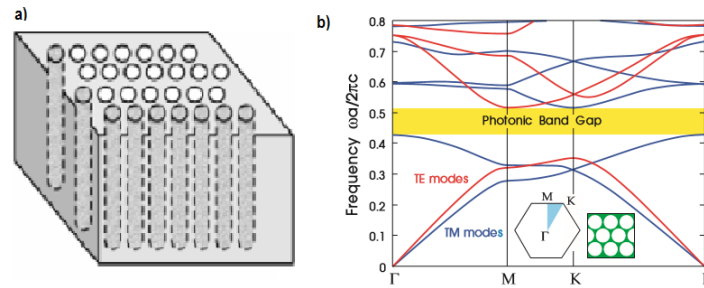 a)
b)
Frequency ωa/2πc
0.8
0.7
0.6
0.5
0.4
0.3
0.2
0.1
0
Photonic Band Gap
TE modes
TM modes
M
K
Γ
Γ
M
K